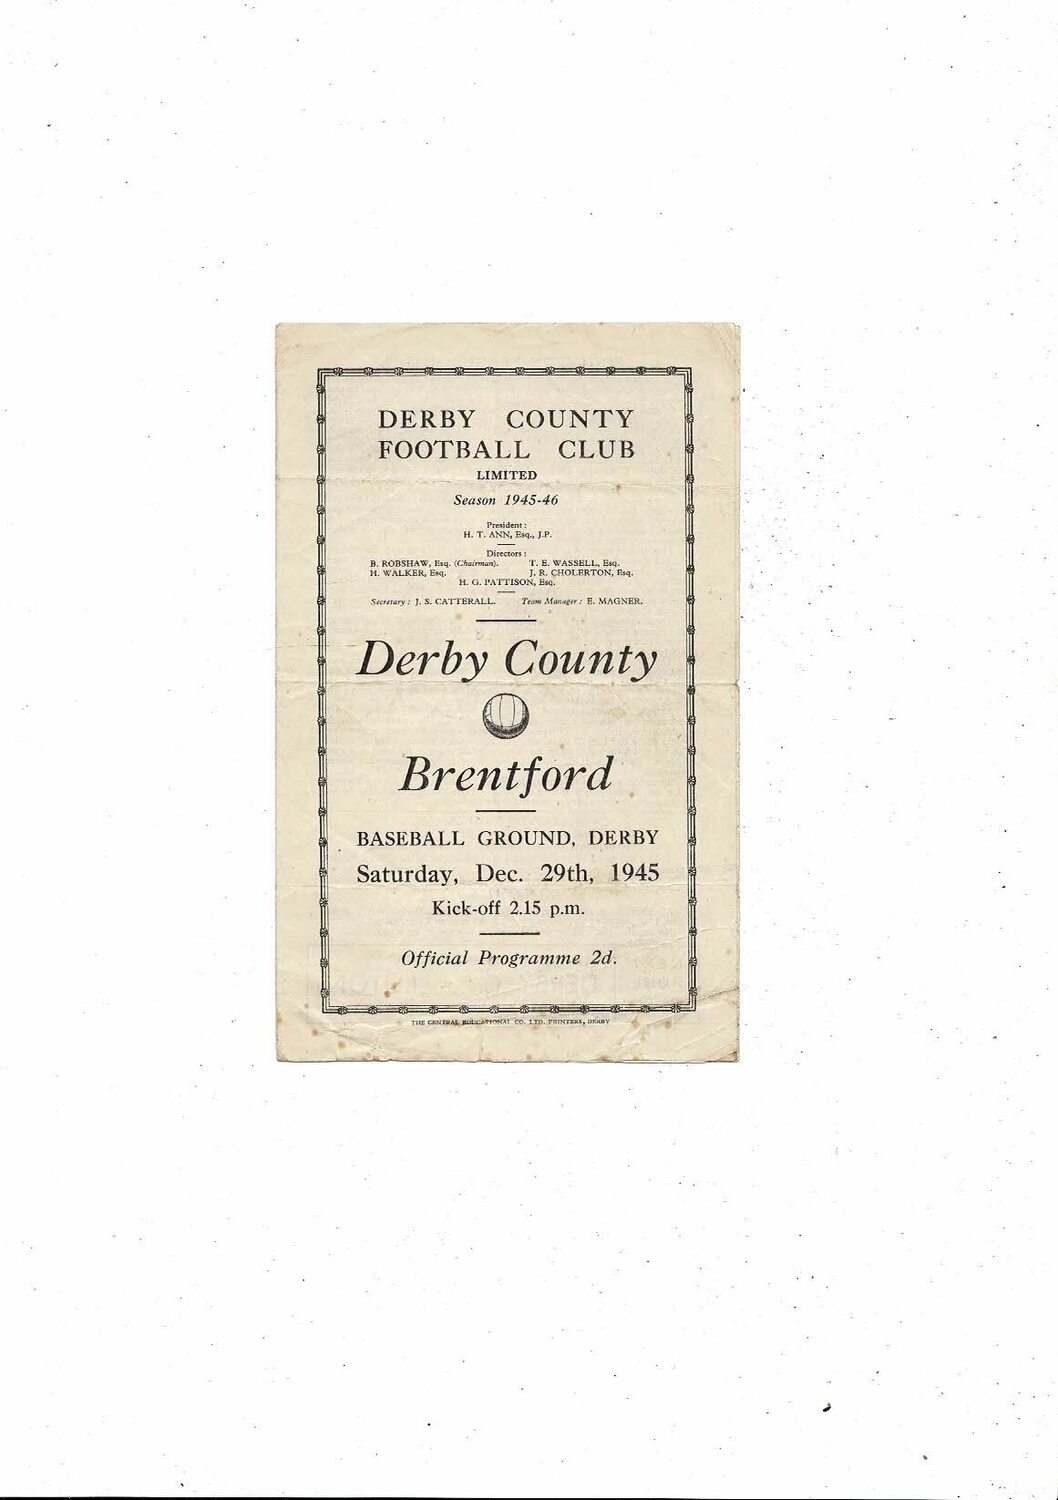 DERBY COUNTY
FOOTBALL CLUB
LIMITED
Season 1945-46
President :
H. T. ANN, Esq., J.P.
Directors :
B. ROBSHAW, Esq. (Chairman). T. E. WASSELL, Esq.
H. WALKER, Esq. J. R. CHOLERTON, Esq.
H. G. PATTISON, Esq.
Secretary : J. S. CATTERALL. Team Manager : E. MAGNER.
Derby County
Brentford
BASEBALL GROUND, DERBY
Saturday, Dec. 29th, 1945
Kick-off 2.15 p.m.
Official Programme 2d.
THE CENTRAL EDUCATIONAL CO. LTD. PRINTERS, DERBY